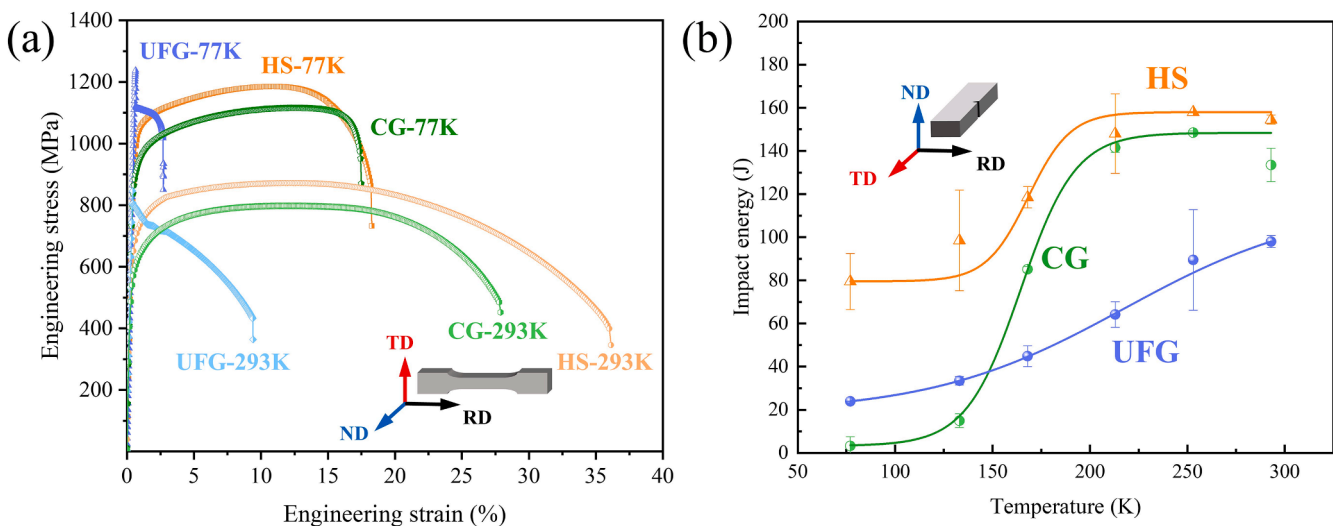 (a)
1400
1200
1000
800
600
400
200
Engineering stress (MPa)
UFG-77K
HS-77K
CG-77K
UFG-293K
CG-293K
HS-293K
TD
RD
ND
0
5
10
15
20
25
30
35
40
Engineering strain (%)
(b)
200
180
160
140
120
100
80
60
40
20
0
Impact energy (J)
ND
TD
RD
HS
CG
UFG
50
100
150
200
250
300
Temperature (K)